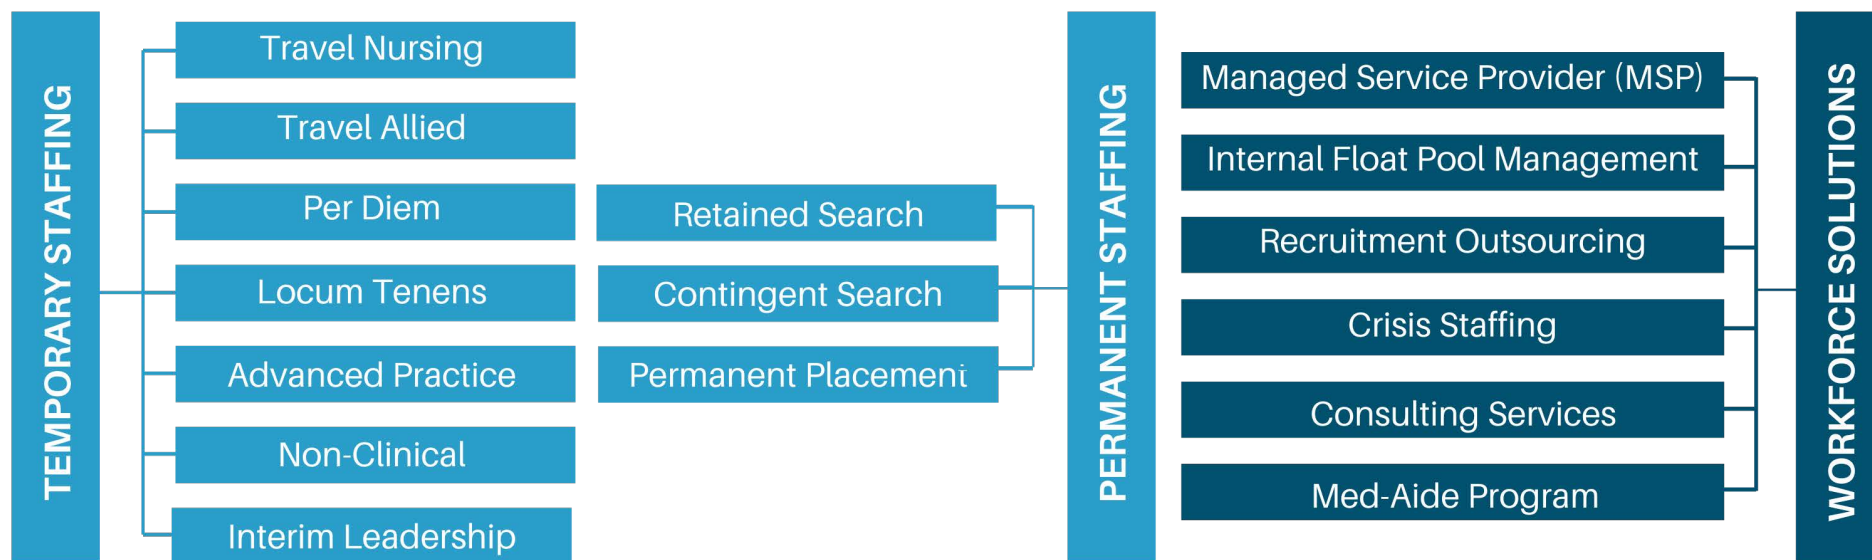 TEMPORARY STAFFING
Travel Nursing
Travel Allied
Per Diem
Locum Tenens
Advanced Practice
Non-Clinical
Interim Leadership
Retained Search
Contingent Search
Permanent Placement
PERMANENT STAFFING
Managed Service Provider (MSP)
Internal Float Pool Management
Recruitment Outsourcing
Crisis Staffing
Consulting Services
Med-Aide Program
WORKFORCE SOLUTIONS